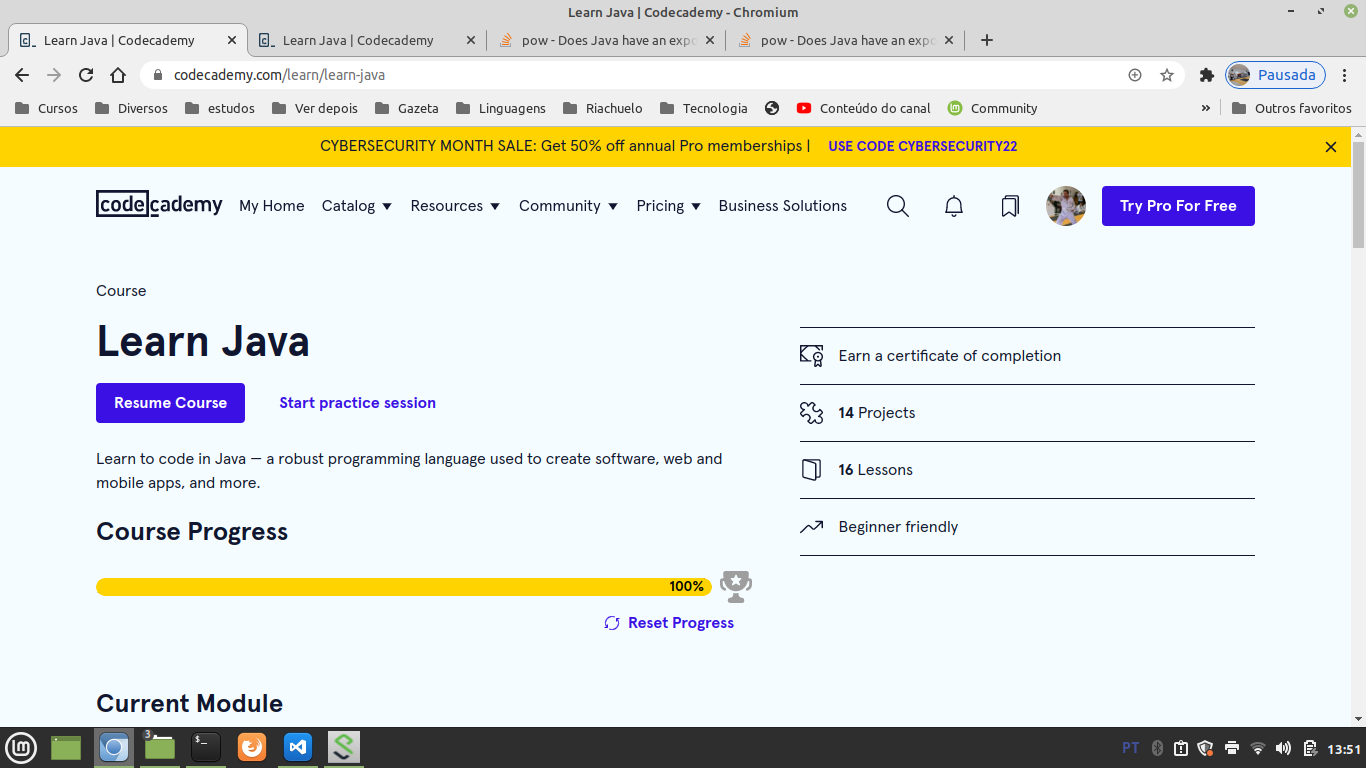 Learn Java | Codecademy - Chromium
Learn Java | Codecademy
Learn Java | Codecademy
pow - Does Java have an expo
pow - Does Java have an expo
codecademy.com/learn/learn-java
Pausada
Cursos
Diversos
estudos
Ver depois
Gazeta
Linguagens
Riachuelo
Tecnologia
Conteúdo do canal
Community
»
Outros favoritos
CYBERSECURITY MONTH SALE: Get 50% off annual Pro memberships | USE CODE CYBERSECURITY22
codecademy
My Home
Catalog
Resources
Community
Pricing
Business Solutions
Try Pro For Free
Course
Learn Java
Resume Course
Start practice session
Learn to code in Java — a robust programming language used to create software, web and
mobile apps, and more.
Earn a certificate of completion
14 Projects
16 Lessons
Beginner friendly
Course Progress
100%
Reset Progress
Current Module
3
PT
13:51